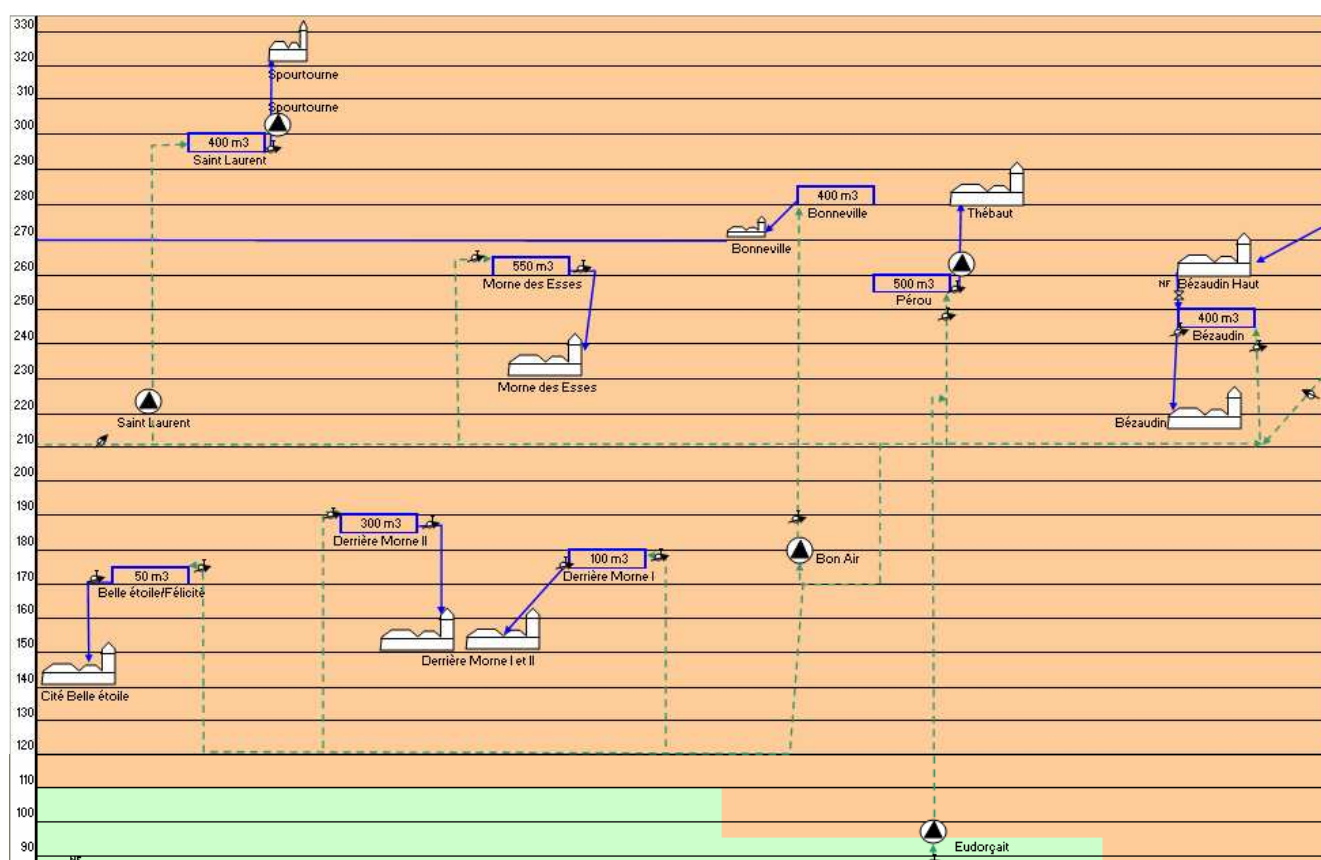 330
320
Spourtourne
310
Spourtourne
300
400 m3
Saint Laurent
290
280
400 m3
Bonneville
Thébaut
270
Bonneville
260
550 m3
Morne des Esses
500 m3
Pérou
NF Bézaudin Haut
250
400 m3
Bézaudin
240
Morne des Esses
230
220
Saint Laurent
Bézaudin
210
200
190
300 m3
Derrière Morne II
180
Bon Air
100 m3
Derrière Morne I
170
50 m3
Belle étoile/Félicité
160
150
Derrière Morne I et II
140
Cité Belle étoile
130
120
110
100
90
Eudorçait
NF